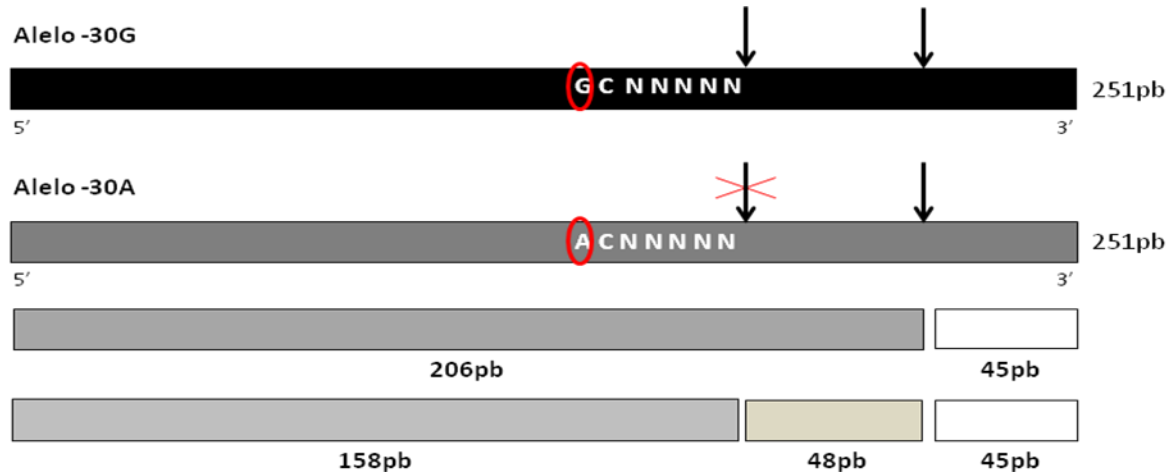 Alelo -30G
G C N N N N N
251pb
5′ 3′
Alelo -30A
A C N N N N N
251pb
5′ 3′
206pb 45pb
158pb 48pb 45pb